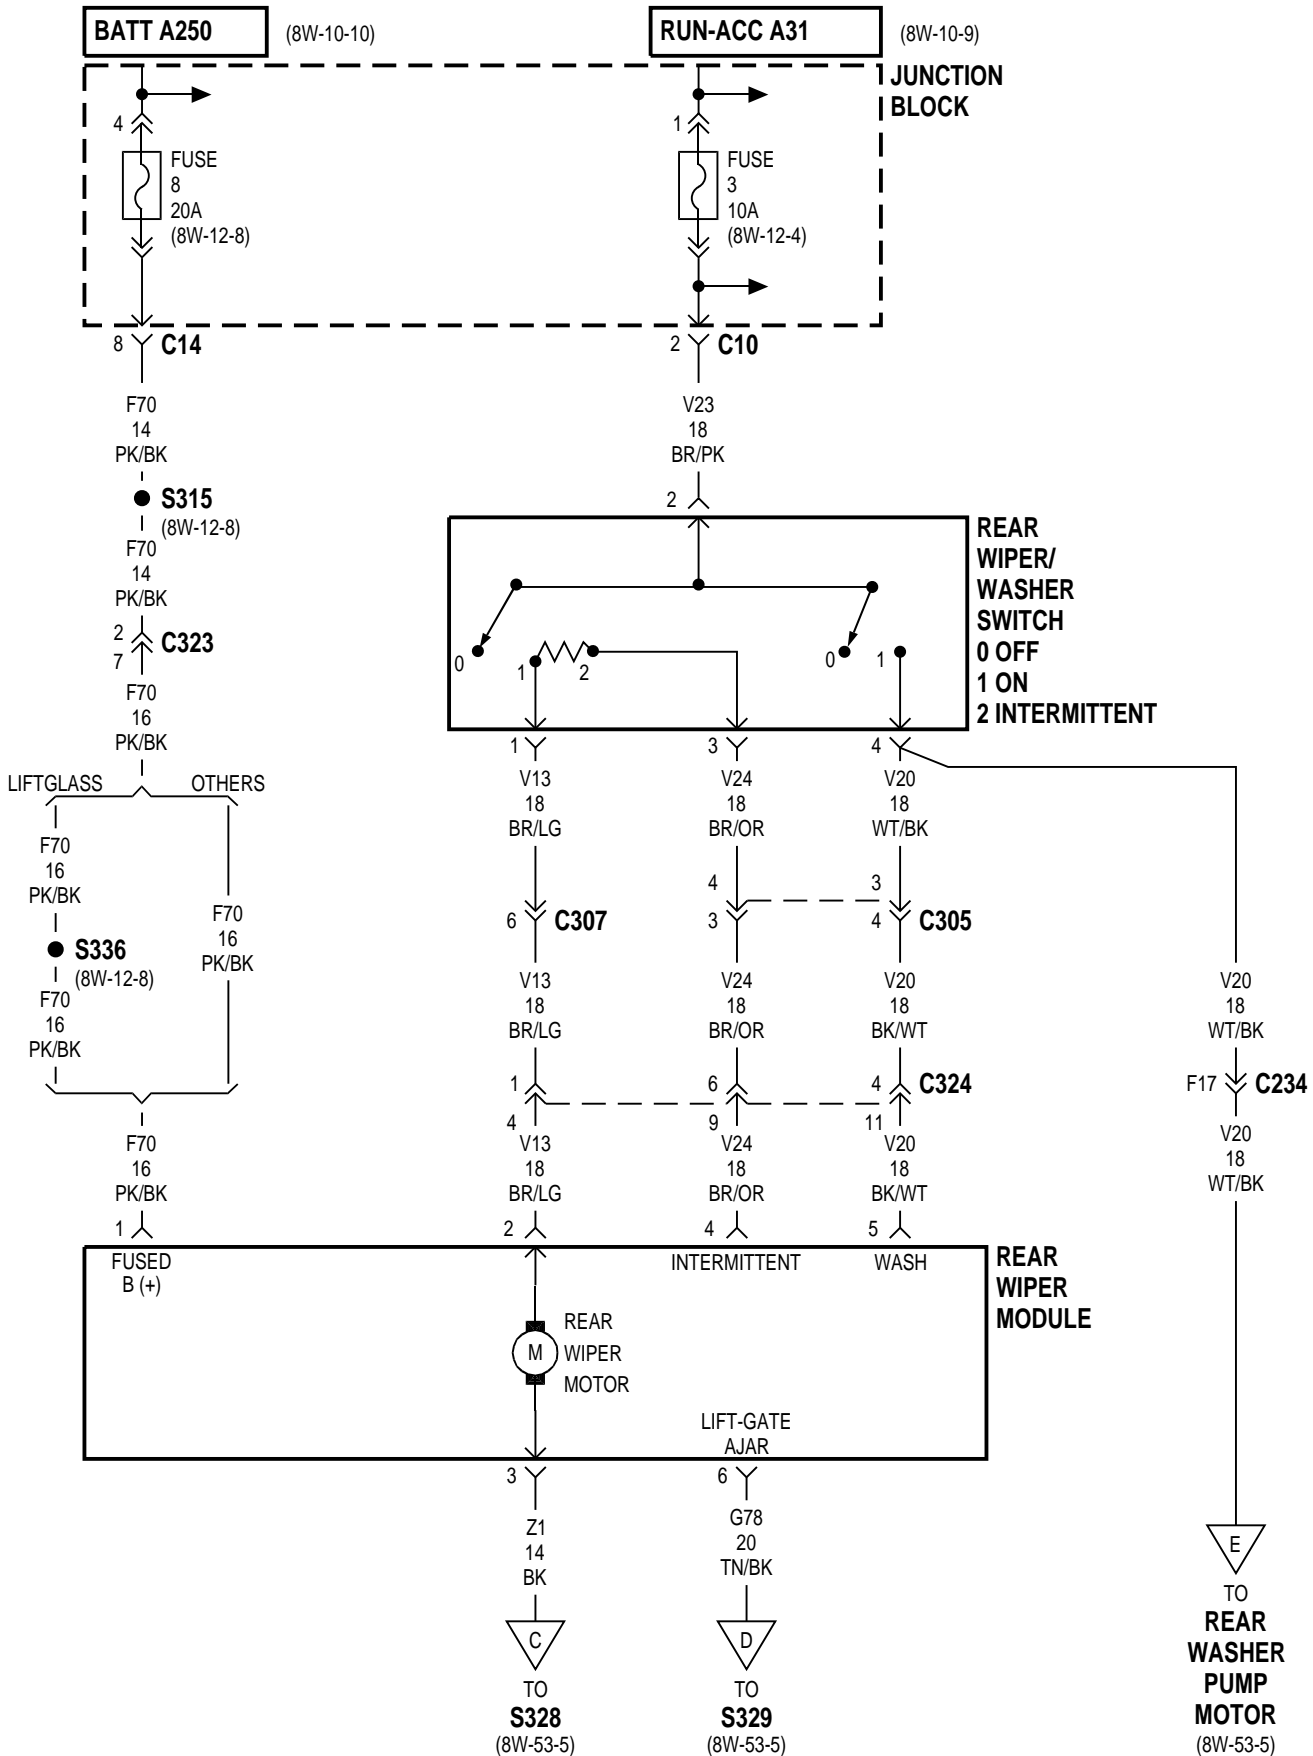 BATT A250
(8W-10-10)
RUN-ACC A31
(8W-10-9)
JUNCTION
BLOCK
4
FUSE
8
20A
(8W-12-8)
1
FUSE
3
10A
(8W-12-4)
8
C14
2
C10
F70
14
PK/BK
S315
(8W-12-8)
F70
14
PK/BK
2
7
C323
F70
16
PK/BK
LIFTGLASS
OTHERS
F70
16
PK/BK
S336
(8W-12-8)
F70
16
PK/BK
F70
16
PK/BK
F70
16
PK/BK
1
V23
18
BR/PK
2
REAR
WIPER/
WASHER
SWITCH
0 OFF
1 ON
2 INTERMITTENT
0
1
2
0
1
1
3
4
V13
18
BR/LG
V24
18
BR/OR
V20
18
WT/BK
6
C307
4
3
3
4
C305
V13
18
BR/LG
V24
18
BR/OR
V20
18
BK/WT
V20
18
WT/BK
1
4
6
9
4
11
C324
F17
C234
V13
18
BR/LG
V24
18
BR/OR
V20
18
BK/WT
V20
18
WT/BK
2
4
5
FUSED
B (+)
INTERMITTENT
WASH
REAR
WIPER
MODULE
M
REAR
WIPER
MOTOR
LIFT-GATE
AJAR
3
6
Z1
14
BK
G78
20
TN/BK
C
TO
S328
(8W-53-5)
D
TO
S329
(8W-53-5)
E
TO
REAR
WASHER
PUMP
MOTOR
(8W-53-5)